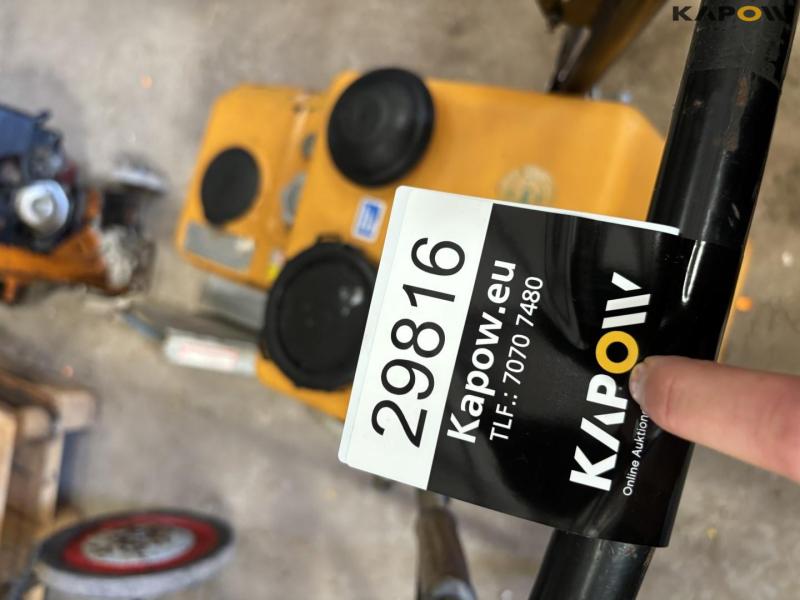 KAPOW
29816
Kapow.eu
TLF.: 7070 7480
KAPOW
Online Auktion